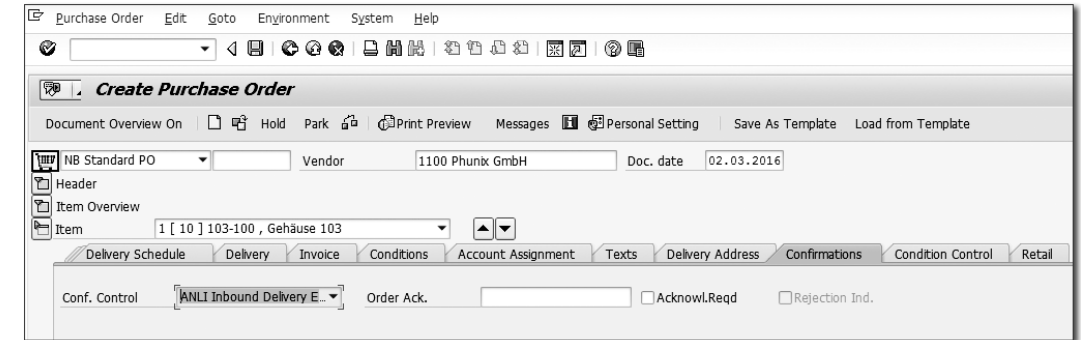 Purchase Order Edit Goto Environment System Help
Create Purchase Order
Document Overview On Hold Park Print Preview Messages Personal Setting Save As Template Load from Template
NB Standard PO Vendor 1100 Phunix GmbH Doc. date 02.03.2016
Header
Item Overview
Item 1 [ 10 ] 103-100 , Gehäuse 103
Delivery Schedule Delivery Invoice Conditions Account Assignment Texts Delivery Address Confirmations Condition Control Retail
Conf. Control ANLI Inbound Delivery E... Order Ack. Acknowl.Reqd Rejection Ind.